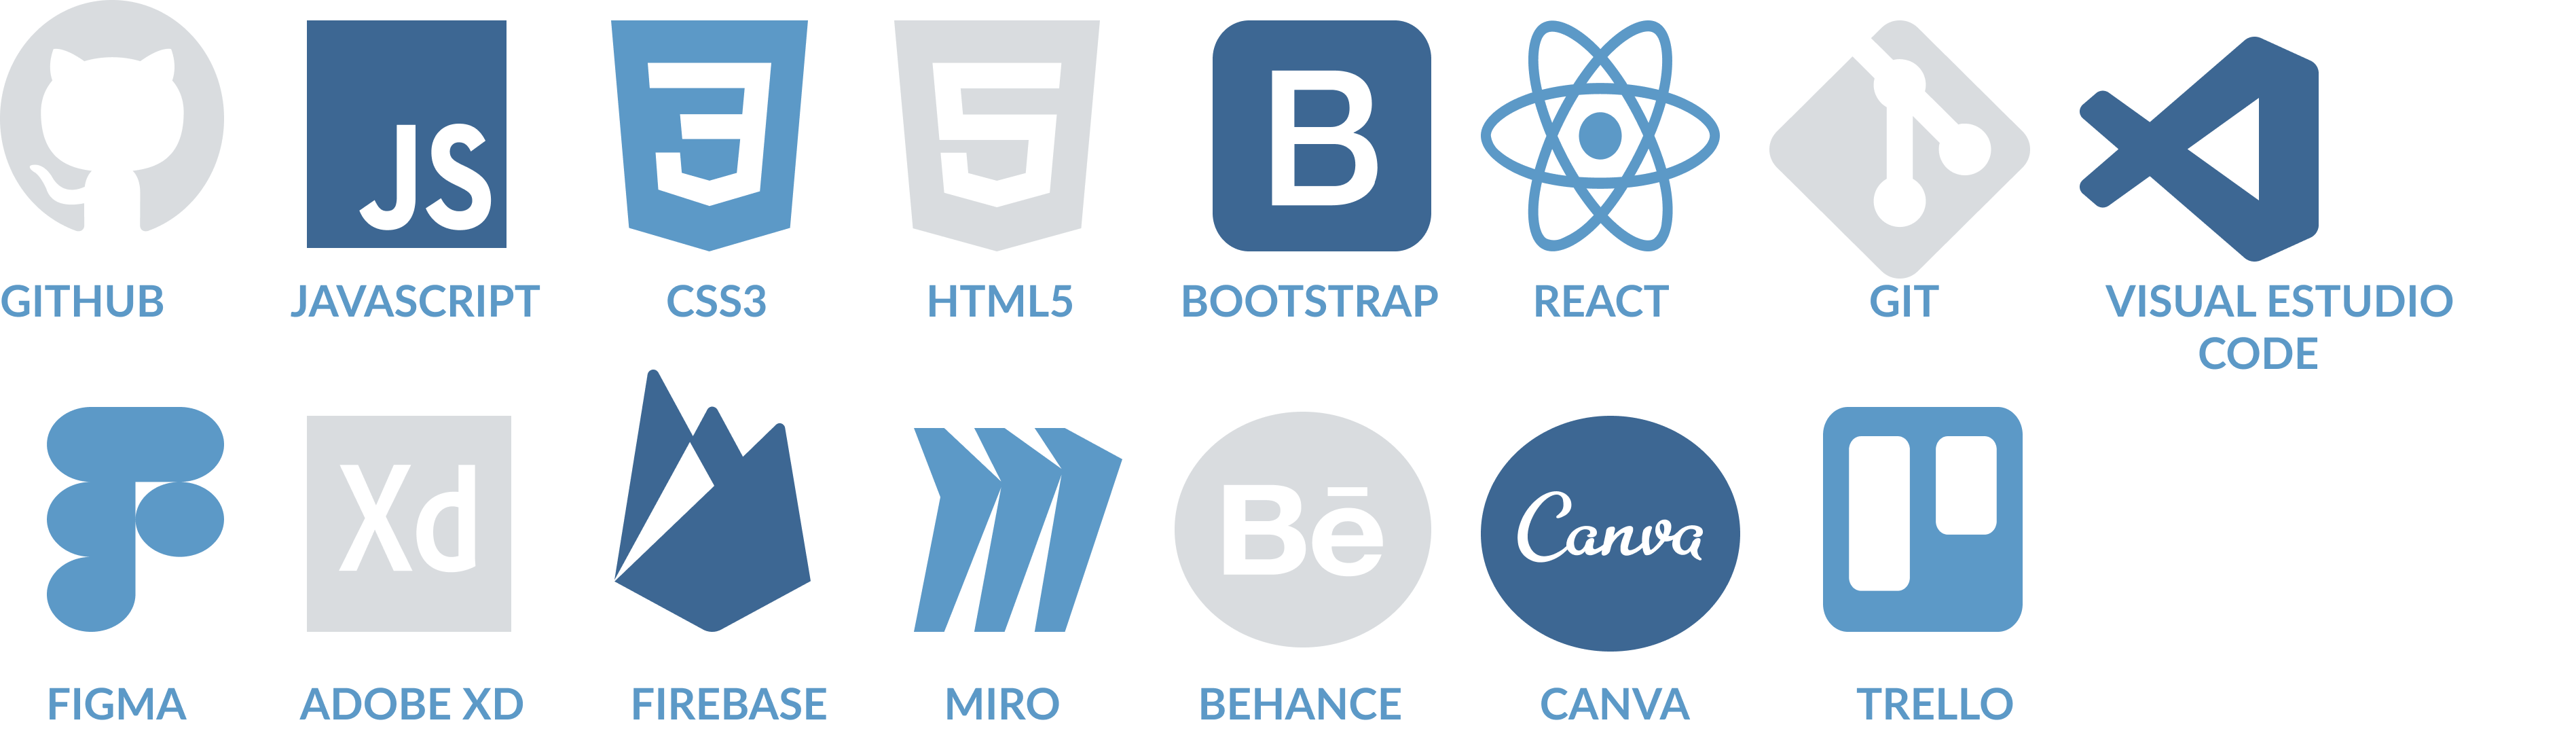 JS
B
GITHUB
JAVASCRIPT
CSS3
HTML5
BOOTSTRAP
REACT
GIT
VISUAL ESTUDIO
CODE
Xd
Bē
Canva
FIGMA
ADOBE XD
FIREBASE
MIRO
BEHANCE
CANVA
TRELLO